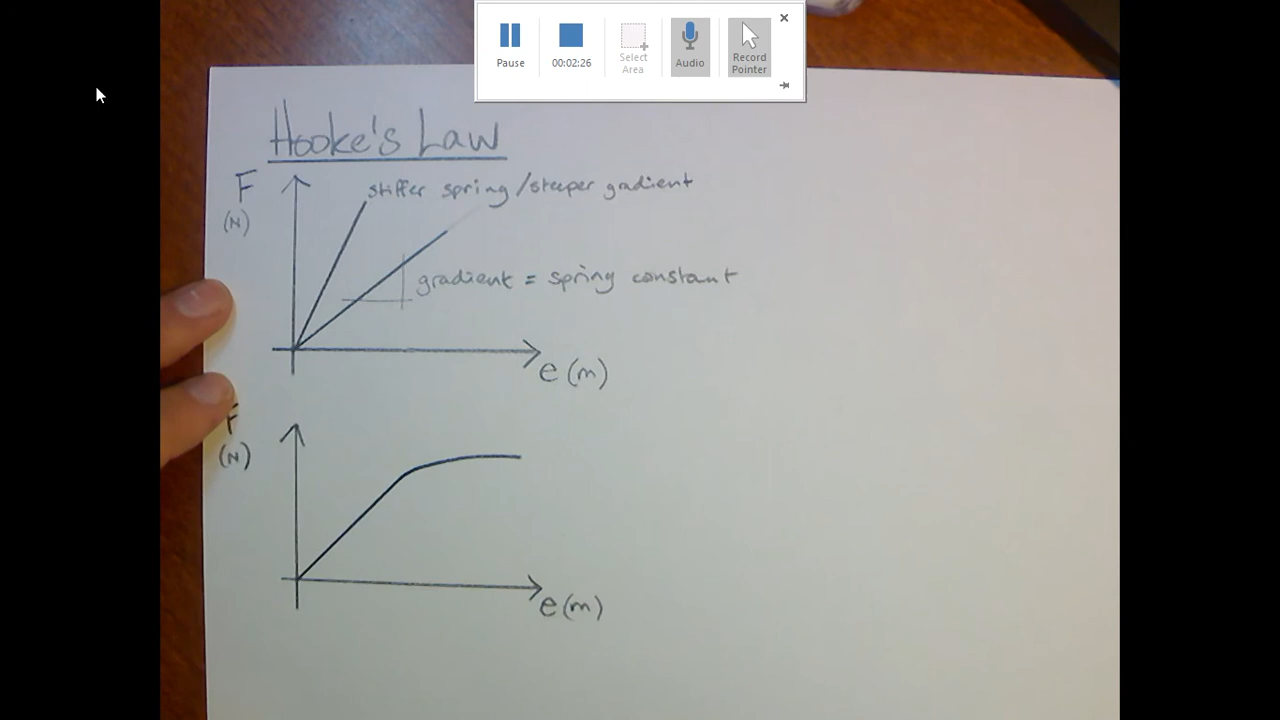 Pause
00:02:26
Select
Area
Audio
Record
Pointer
Hooke's Law
F
(N)
stiffer spring/steeper gradient
gradient = spring constant
e (m)
F
(N)
e (m)